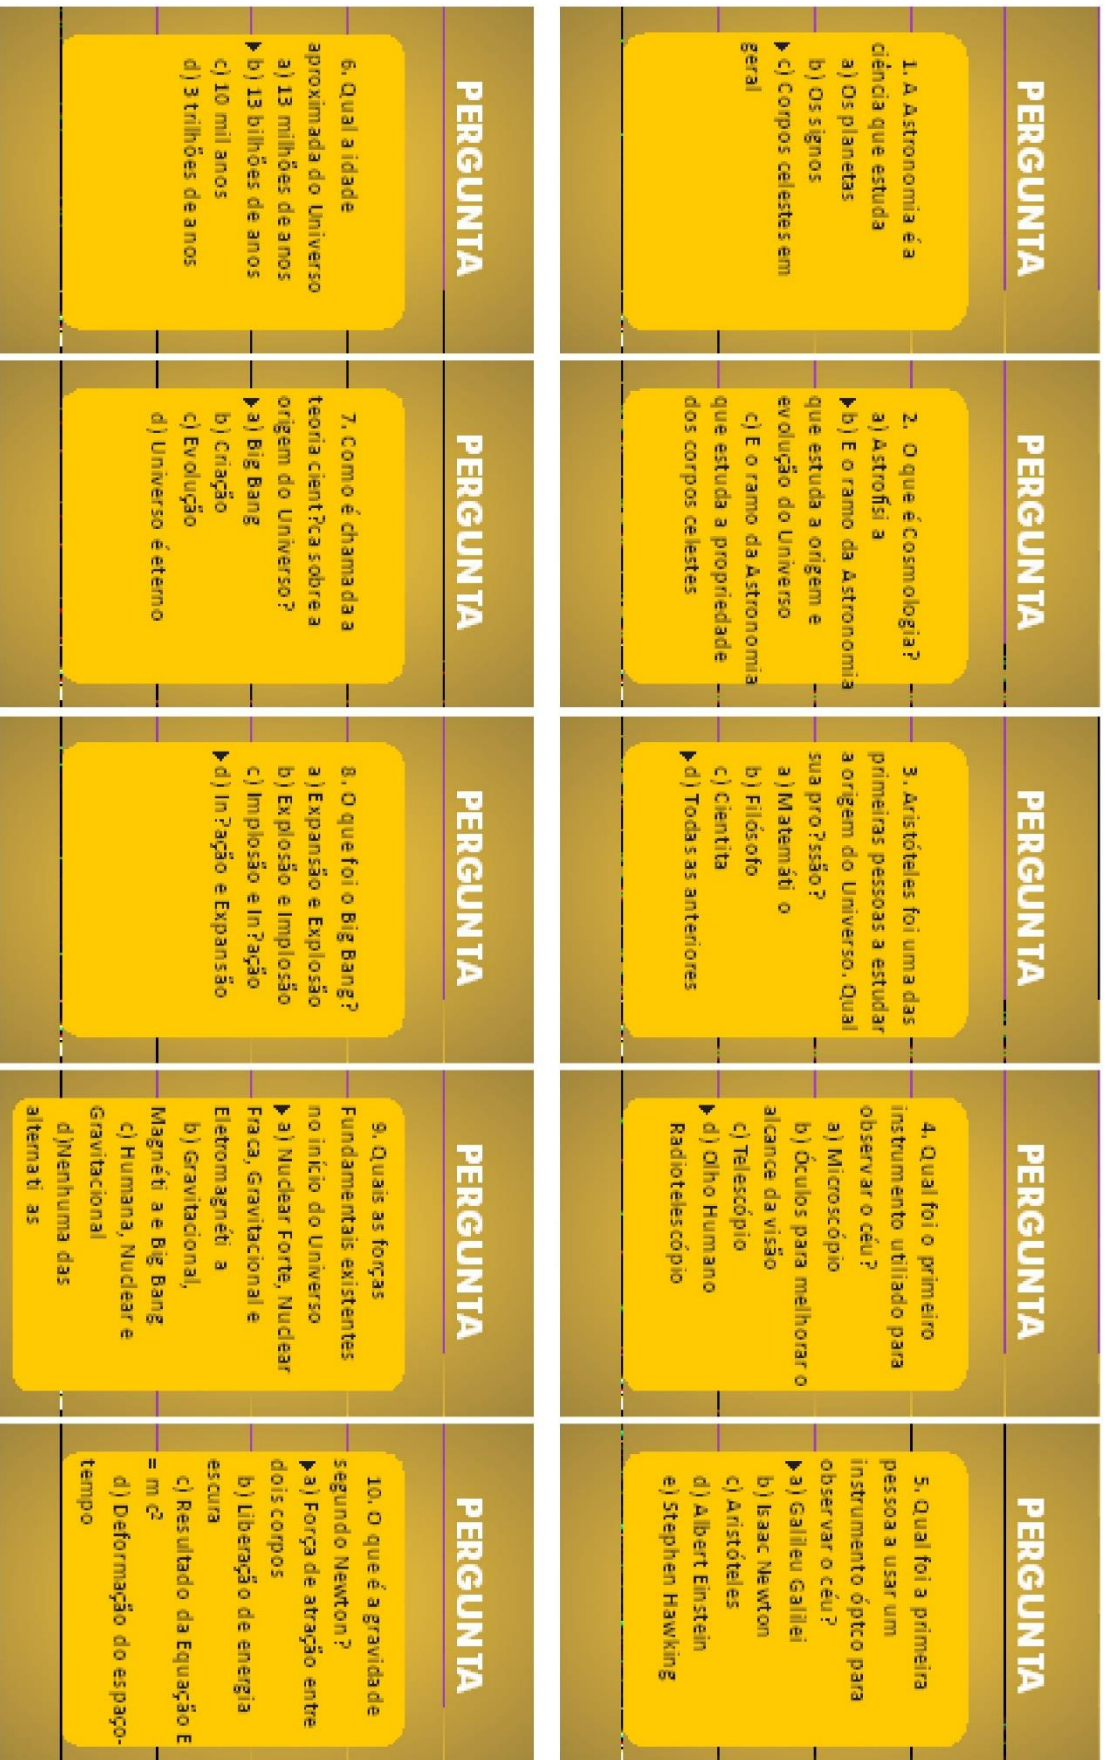 PERGUNTA
1. A Astronomia é a
ciência que estuda
a) Os planetas
b) Os signos
c) Corpos celestes em
geral
PERGUNTA
2. O que é Cosmologia?
a) Astrofísi a
b) E o ramo da Astronomia
que estuda a origem e
evolução do Universo
c) E o ramo da Astronomia
que estuda a propriedade
dos corpos celestes
PERGUNTA
3. Aristóteles foi uma das
primeiras pessoas a estudar
a origem do Universo. Qual
sua pro?ssão?
a) Matemáti o
b) Filósofo
c) Cientita
d) Todas as anteriores
PERGUNTA
4. Qual foi o primeiro
instrumento utiliado para
observar o céu?
a) Microscópio
b) Óculos para melhorar o
alcance da visão
c) Telescópio
d) Olho Humano
Radiotelescópio
PERGUNTA
5. Qual foi a primeira
pessoa a usar um
instrumento óptco para
observar o céu?
a) Galileu Galilei
b) Isaac Newton
c) Aristóteles
d) Albert Einstein
e) Stephen Hawking
PERGUNTA
6. Qual a idade
aproximada do Universo
a) 13 milhões de anos
b) 13 bilhões de anos
c) 10 mil anos
d) 3 trilhões de anos
PERGUNTA
7. Como é chamada a
teoria cient?ca sobre a
origem do Universo?
a) Big Bang
b) Criação
c) Evolução
d) Universo é eterno
PERGUNTA
8. O que foi o Big Bang?
a) Expansão e Explosão
b) Explosão e Implosão
c) Implosão e In?ação
d) In?ação e Expansão
PERGUNTA
9. Quais as forças
Fundamentais existentes
no início do Universo
a) Nuclear Forte, Nuclear
Fraca, Gravitacional e
Eletromagnéti a
b) Gravitacional,
Magnéti a e Big Bang
c) Humana, Nuclear e
Gravitacional
d)Nenhuma das
alternati as
PERGUNTA
10. O que é a gravidade
segundo Newton?
a) Força de atração entre
dois corpos
b) Liberação de energia
escura
c) Resultado da Equação E
= m c²
d) Deformação do espaço-
tempo